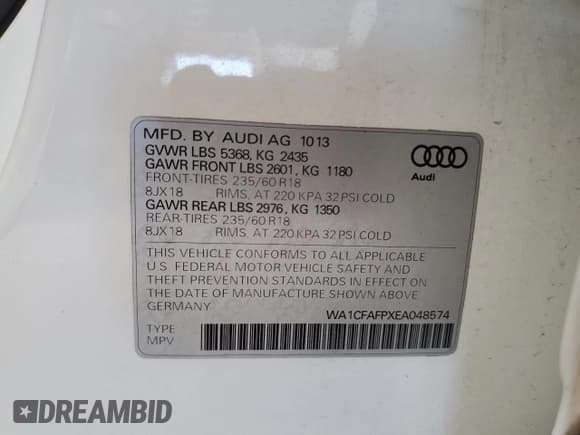 MFD. BY AUDI AG 10 13
GVWR LBS 5368, KG 2435
GAWR FRONT LBS 2601, KG 1180
FRONT-TIRES 235/60 R18
8JX18 RIMS, AT 220 KPA 32 PSI COLD
GAWR REAR LBS 2976, KG 1350
REAR-TIRES 235/60 R18
8JX18 RIMS, AT 220 KPA 32 PSI COLD
Audi
THIS VEHICLE CONFORMS TO ALL APPLICABLE
U.S. FEDERAL MOTOR VEHICLE SAFETY AND
THEFT PREVENTION STANDARDS IN EFFECT ON
THE DATE OF MANUFACTURE SHOWN ABOVE
GERMANY
WA1CFAFPXEA048574
TYPE
MPV
DREAMBID